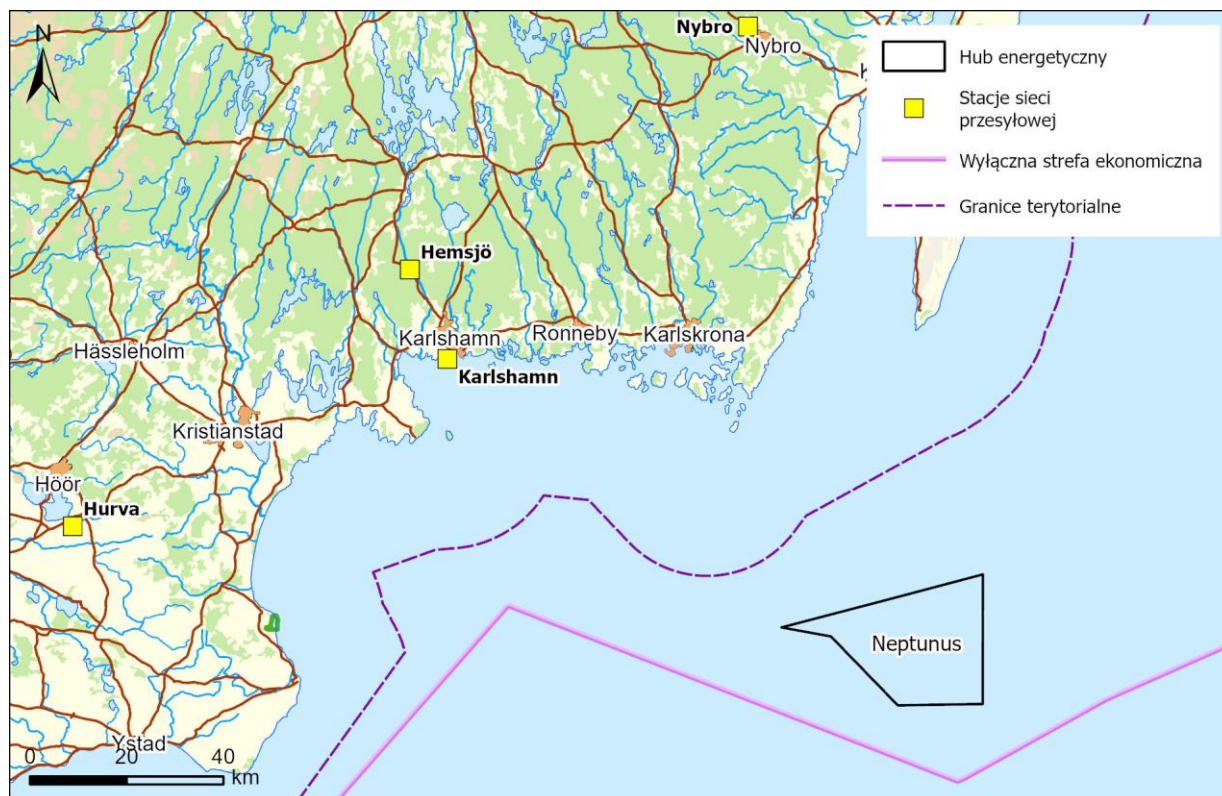 N
Nybro
Nybro
K
Hub energetyczny
Stacje sieci
przesyłowej
Wyłączna strefa ekonomiczna
Granice terytorialne
Hemsjö
Karlshamn
Ronneby
Karlskrona
Hässleholm
Karlshamn
Kristianstad
Höör
Hurva
Neptunus
Ystad
0 20 40
km